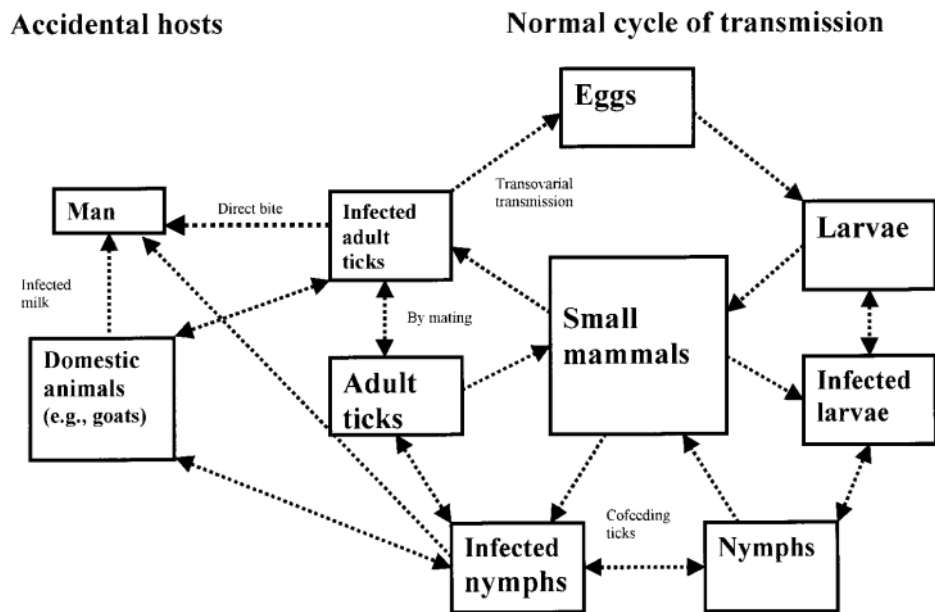 Accidental hosts
Normal cycle of transmission
Eggs
Transovarial
transmission
Man
Direct bite
Infected
adult
ticks
Larvae
Infected
milk
By mating
Small
mammals
Domestic
animals
(e.g., goats)
Adult
ticks
Infected
larvae
Cofeeding
ticks
Infected
nymphs
Nymphs